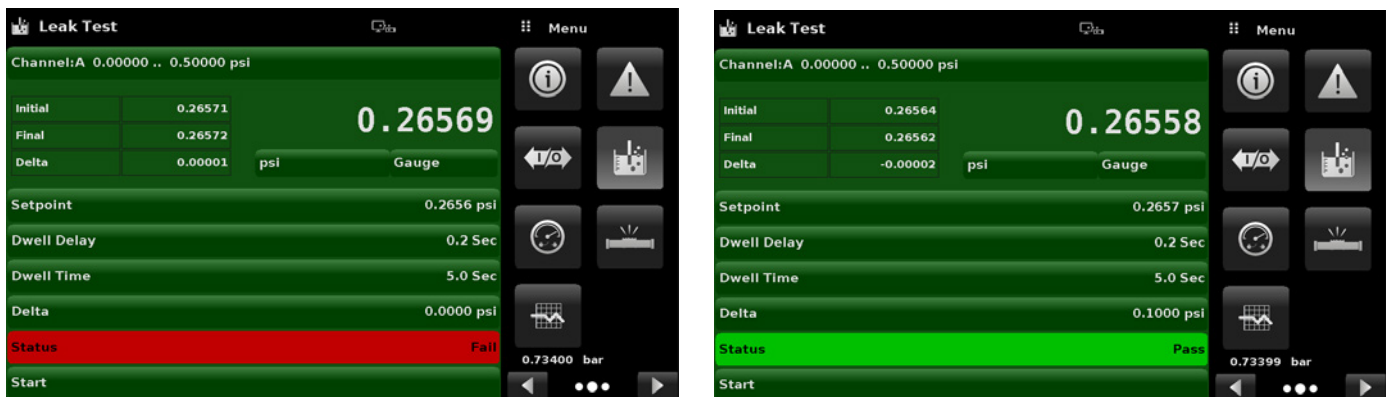 Leak Test
Menu
Channel:A 0.00000 .. 0.50000 psi
Initial 0.26571
Final 0.26572
Delta 0.00001
0.26569
psi Gauge
I/O
Setpoint 0.2656 psi
Dwell Delay 0.2 Sec
Dwell Time 5.0 Sec
Delta 0.0000 psi
Status Fail
Start
0.73400 bar
Leak Test
Menu
Channel:A 0.00000 .. 0.50000 psi
Initial 0.26564
Final 0.26562
Delta -0.00002
0.26558
psi Gauge
I/O
Setpoint 0.2657 psi
Dwell Delay 0.2 Sec
Dwell Time 5.0 Sec
Delta 0.1000 psi
Status Pass
Start
0.73399 bar